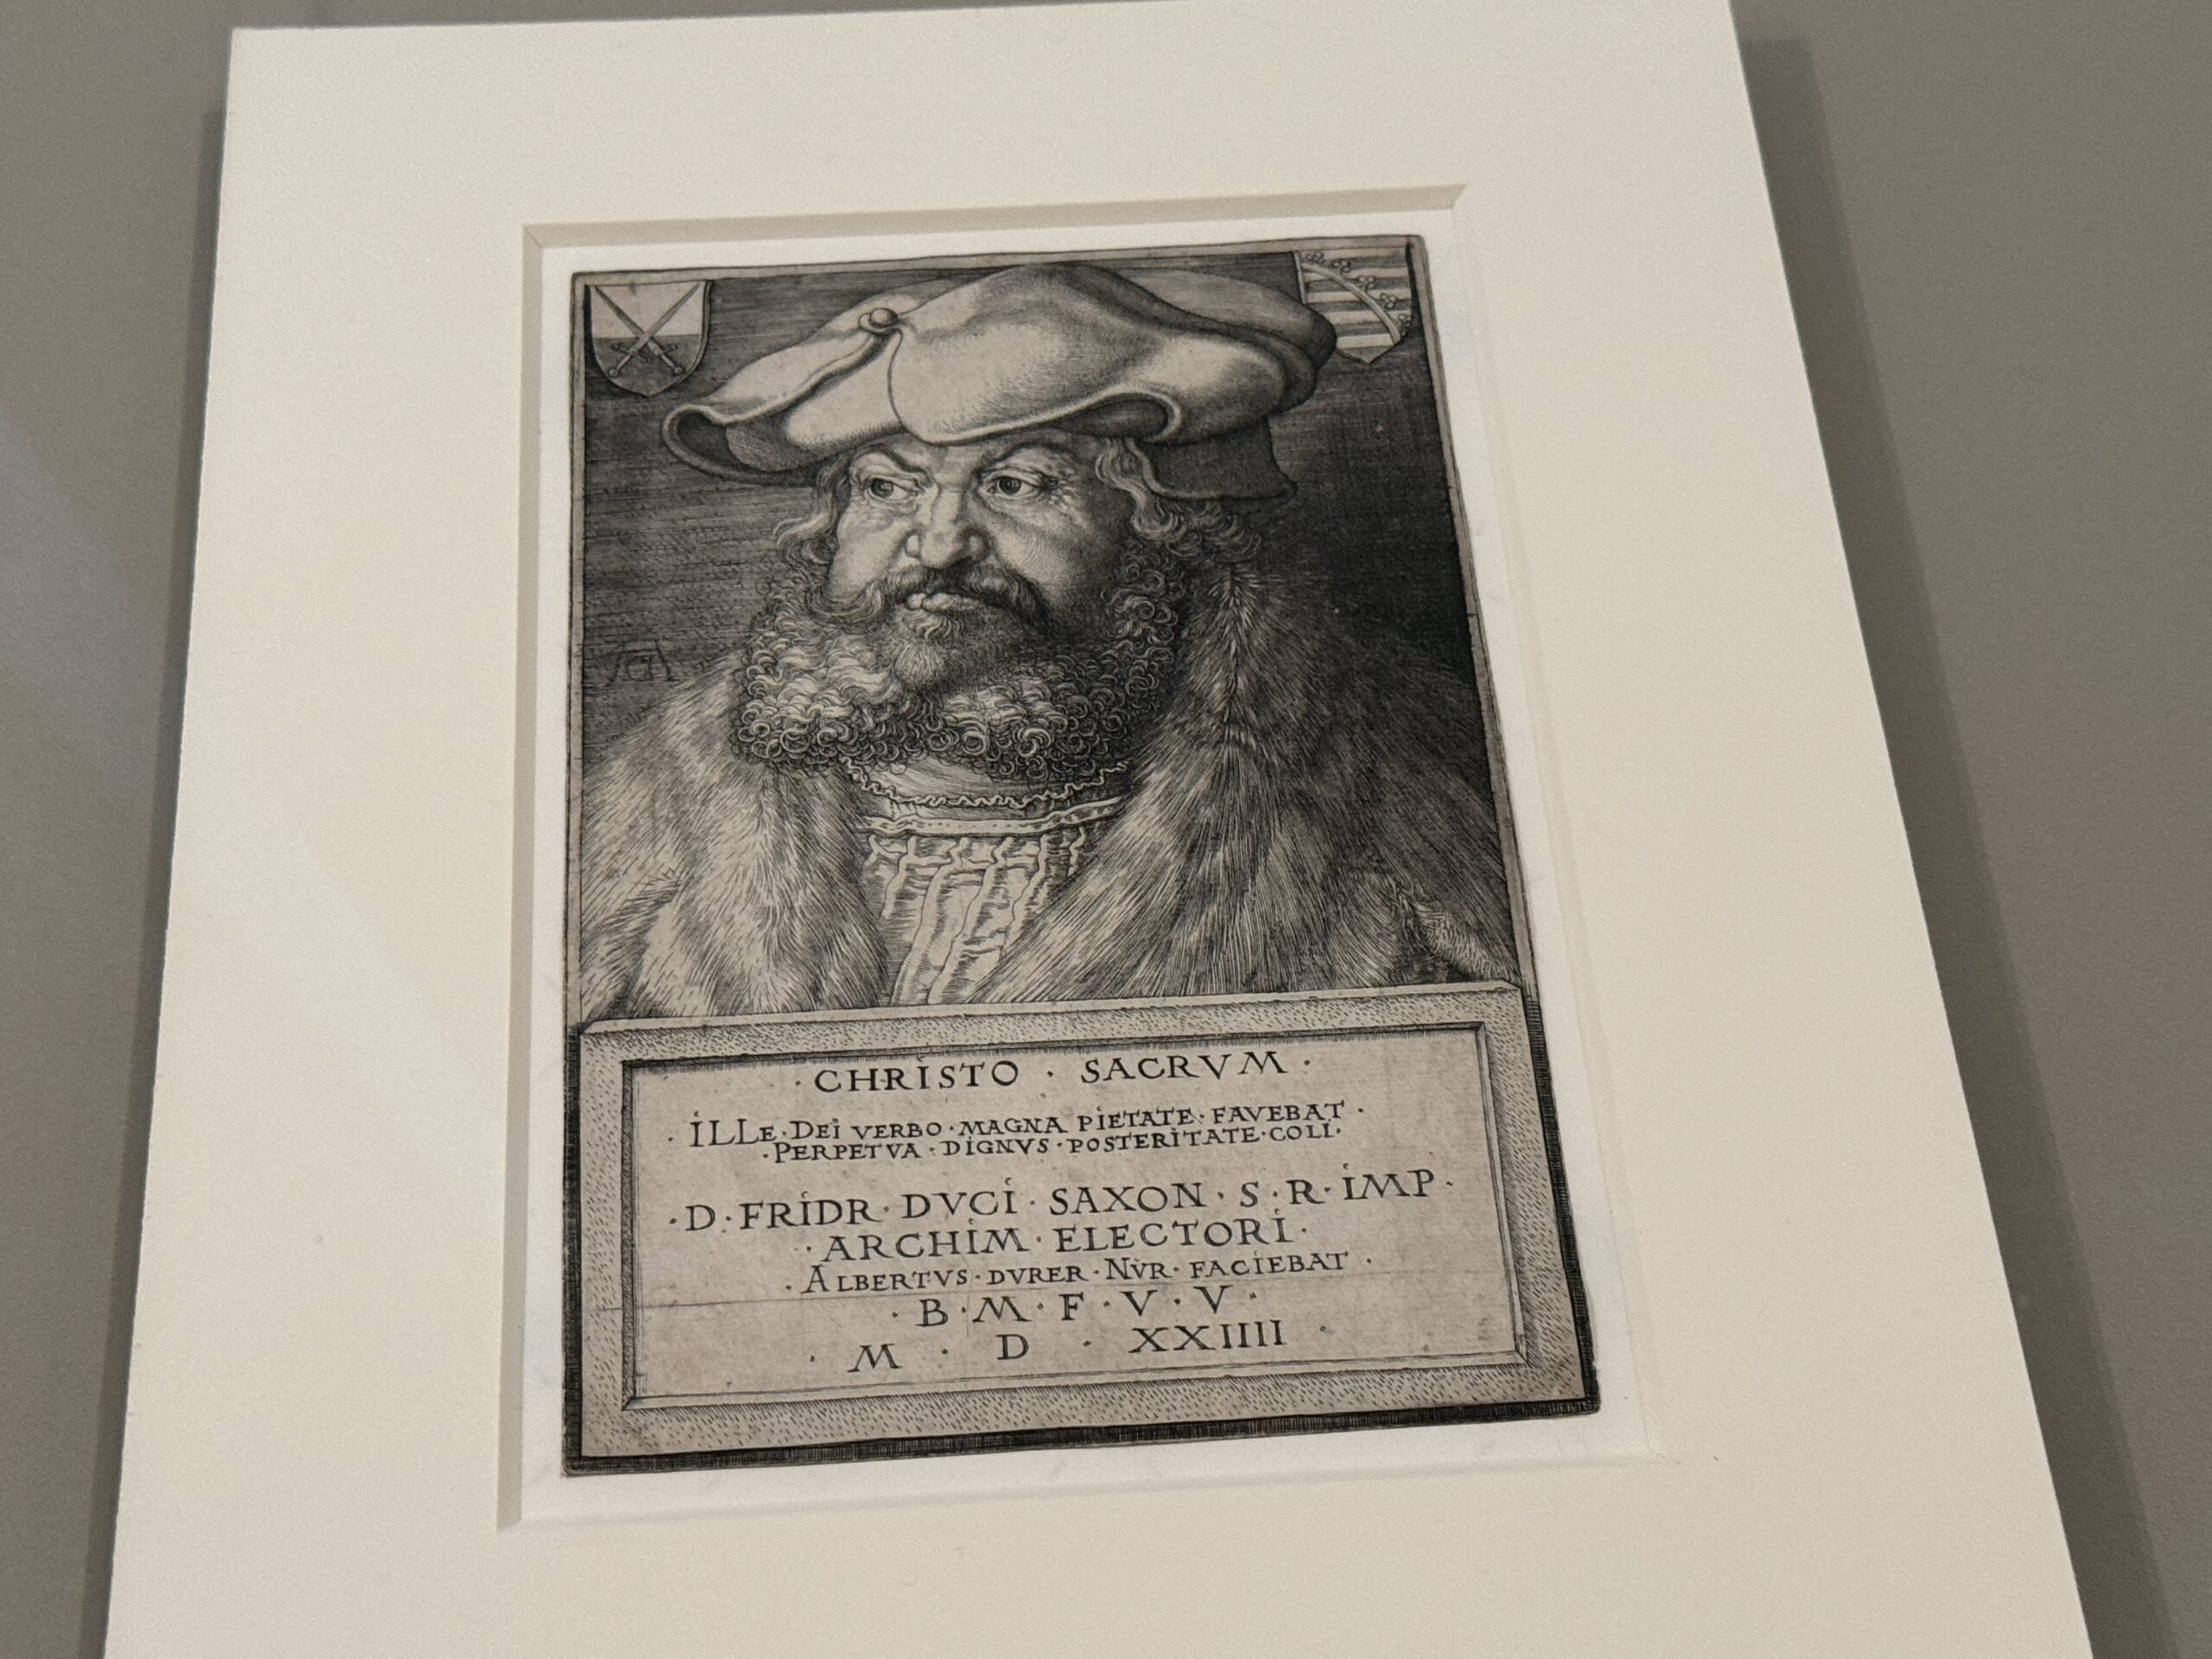 AD
· CHRISTO · SACRVM ·
· ILLE · DEI VERBO · MAGNA PIETATE · FAVEBAT ·
· PERPETVA · DIGNVS · POSTERITATE · COLI ·
· D · FRIDR · DVCI · SAXON · S · R · IMP ·
· ARCHIM · ELECTORI ·
· ALBERTVS · DVRER · NVR · FACIEBAT ·
· B · M · F · V · V ·
· M · D · XXIIII ·